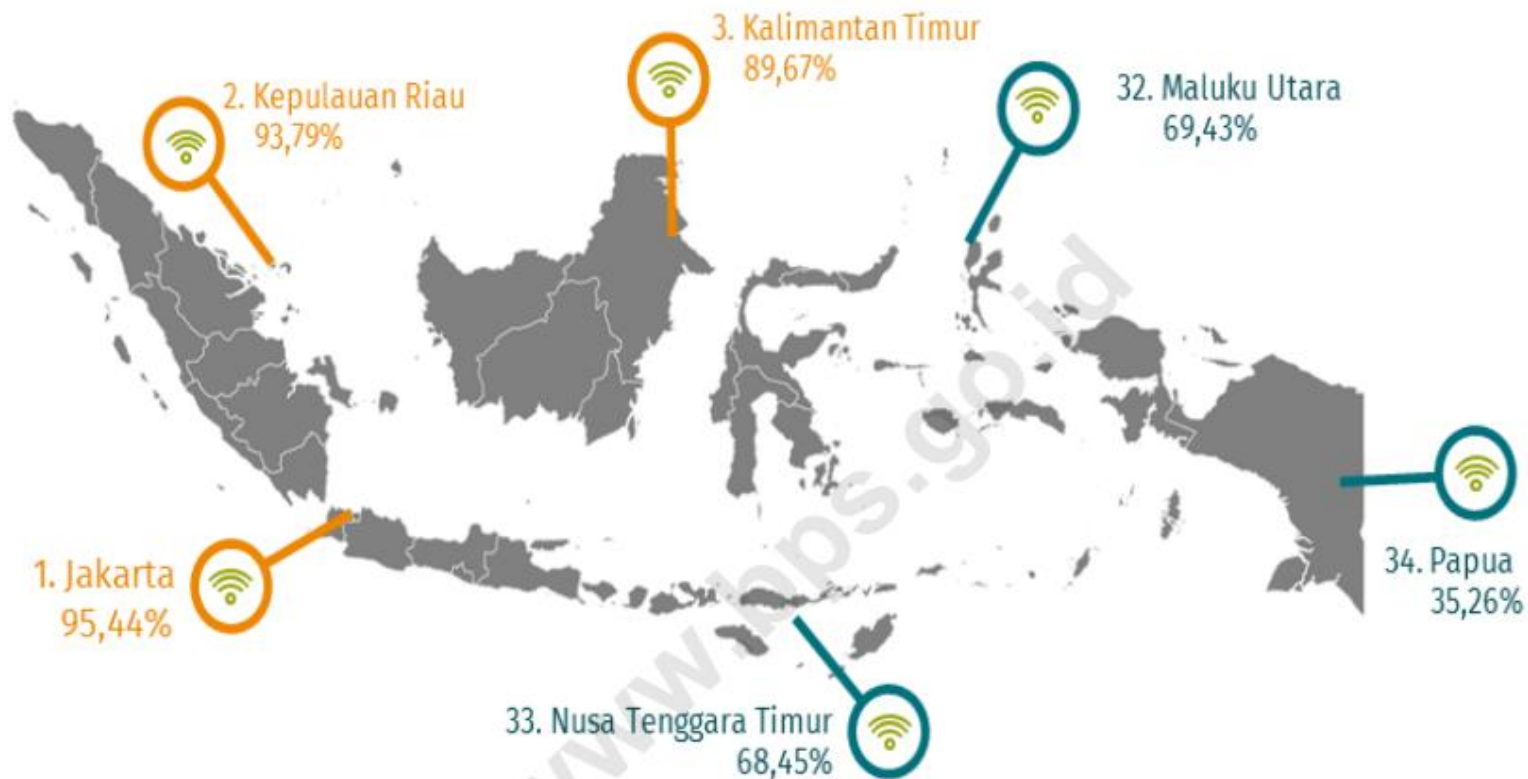 3. Kalimantan Timur
89,67%
2. Kepulauan Riau
93,79%
32. Maluku Utara
69,43%
1. Jakarta
95,44%
34. Papua
35,26%
33. Nusa Tenggara Timur
68,45%
www.bps.go.id